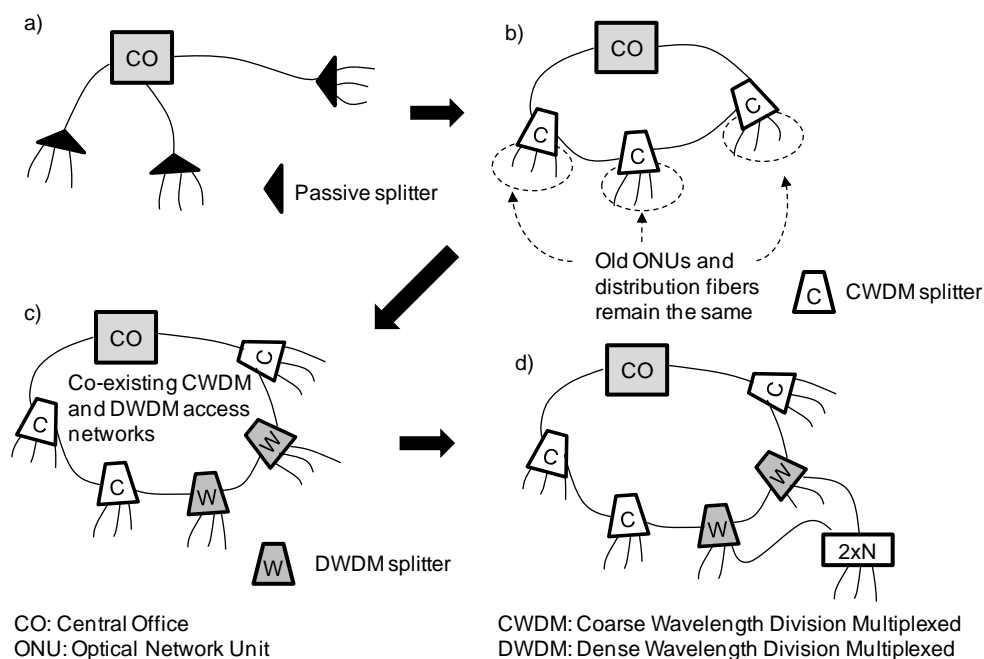 a)
CO
Passive splitter
b)
CO
C
C
C
Old ONUs and
distribution fibers
remain the same
C
CWDM splitter
c)
CO
C
Co-existing CWDM
and DWDM access
networks
C
W
C
W
W
DWDM splitter
d)
CO
C
C
W
C
W
2xN
CO: Central Office
ONU: Optical Network Unit
CWDM: Coarse Wavelength Division Multiplexed
DWDM: Dense Wavelength Division Multiplexed